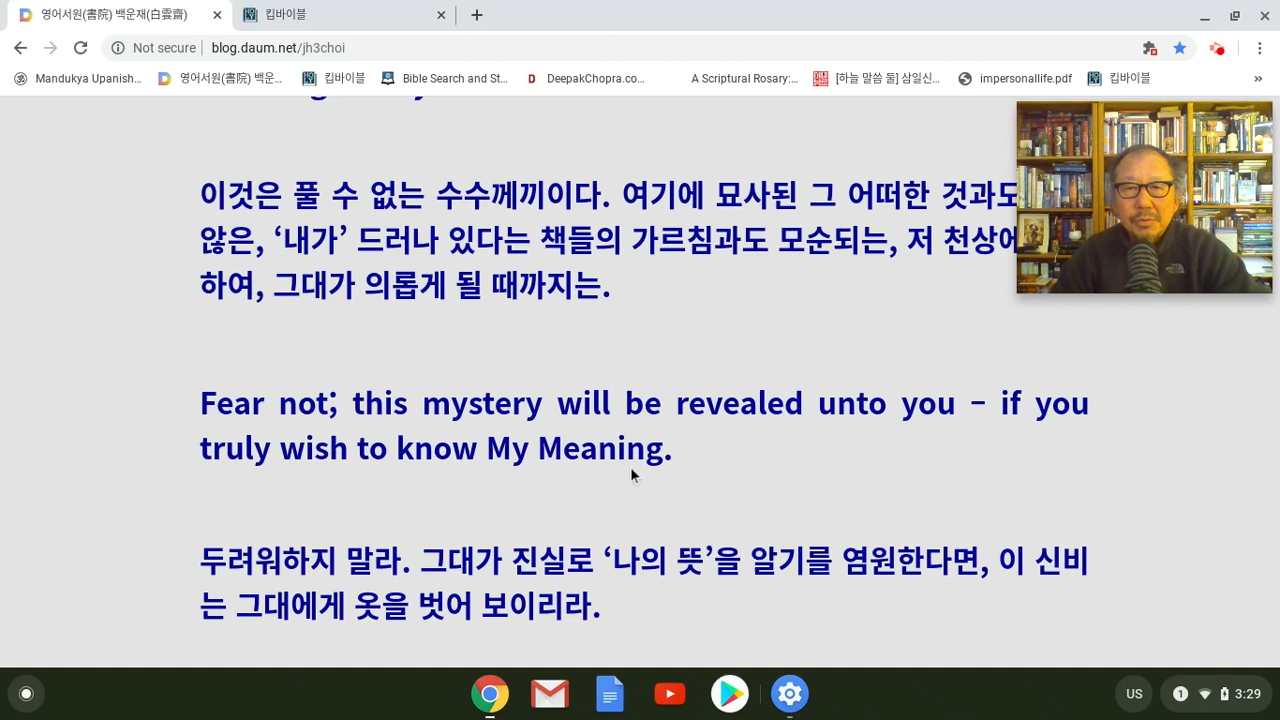 영어서원(書院) 백운재(白雲齋)
킵바이블
Not secure
blog.daum.net/jh3choi
Mandukya Upanish...
영어서원(書院) 백운...
킵바이블
Bible Search and St...
DeepakChopra.co...
A Scriptural Rosary:...
[하늘 말씀 둘] 삼일신...
impersonallife.pdf
킵바이블
이것은 풀 수 없는 수수께끼이다. 여기에 묘사된 그 어떠한 것과도
않은, ‘내가’ 드러나 있다는 책들의 가르침과도 모순되는, 저 천상에
하여, 그대가 의롭게 될 때까지는.
Fear not; this mystery will be revealed unto you – if you
truly wish to know My Meaning.
두려워하지 말라. 그대가 진실로 ‘나의 뜻’을 알기를 염원한다면, 이 신비
는 그대에게 옷을 벗어 보이리라.
US
1
3:29